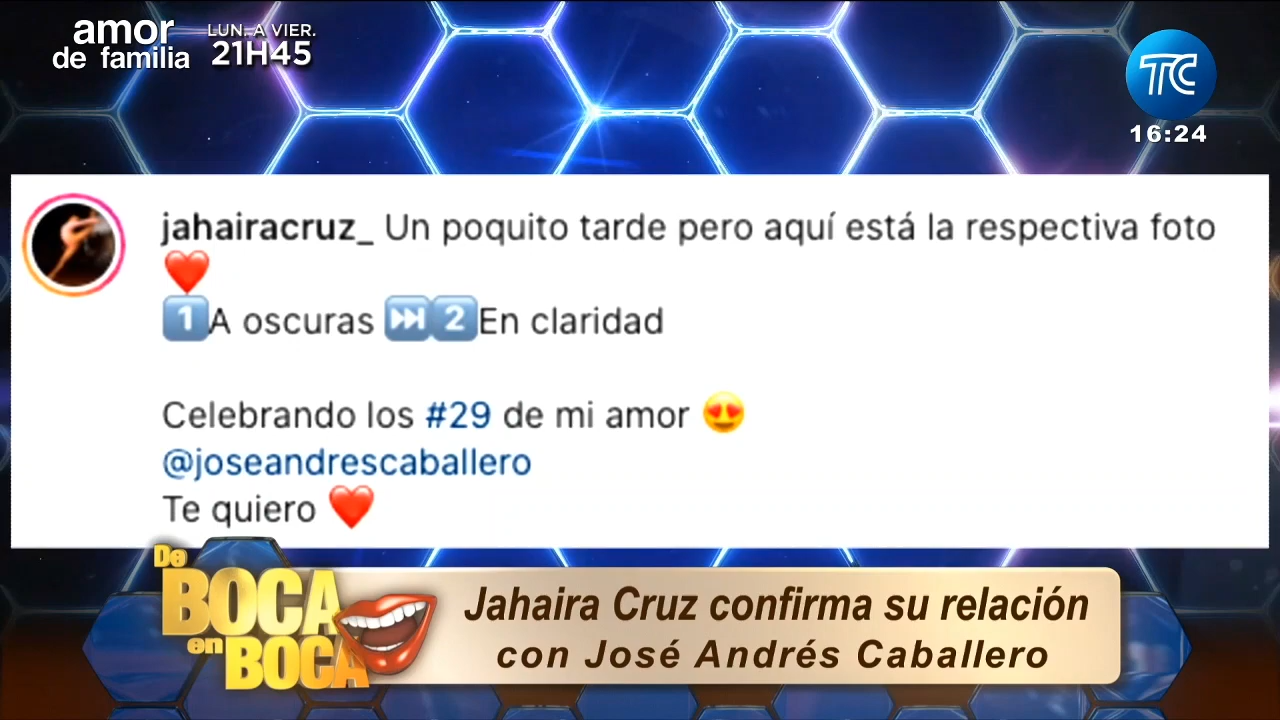 amor
de familia
LUN. A VIER.
21H45
TC
16:24
jahairacruz_ Un poquito tarde pero aquí está la respectiva foto
❤️
1️⃣A oscuras ⏭️2️⃣En claridad
Celebrando los #29 de mi amor 😍
@joseandrescaballero
Te quiero ❤️
De
BOCA
en
BOCA
Jahaira Cruz confirma su relación
con José Andrés Caballero